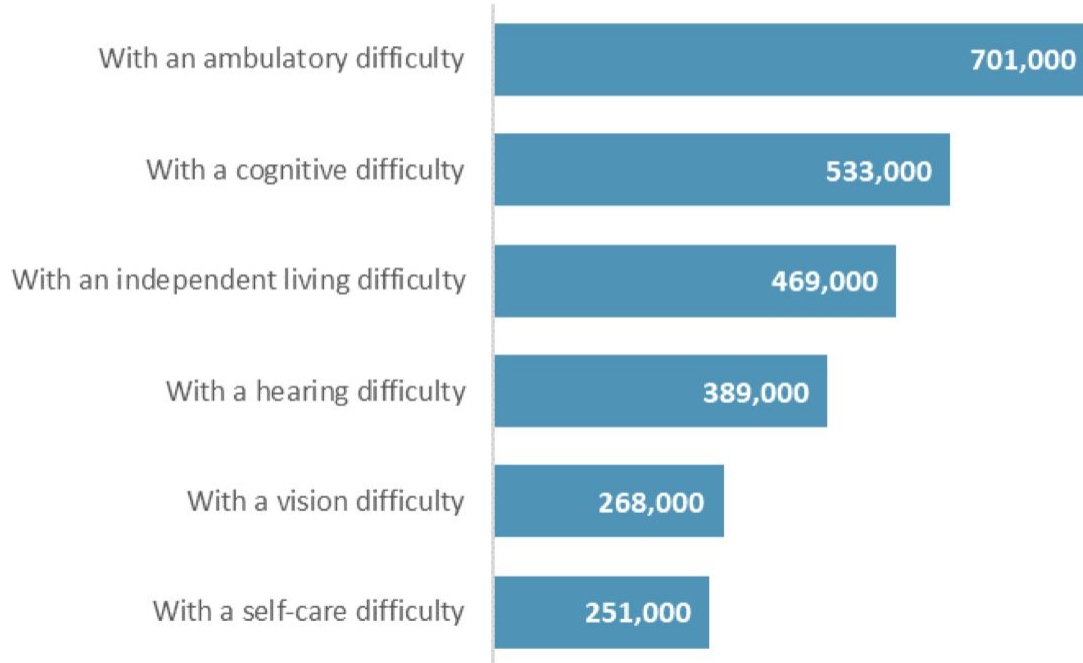 With an ambulatory difficulty 701,000
With a cognitive difficulty 533,000
With an independent living difficulty 469,000
With a hearing difficulty 389,000
With a vision difficulty 268,000
With a self-care difficulty 251,000